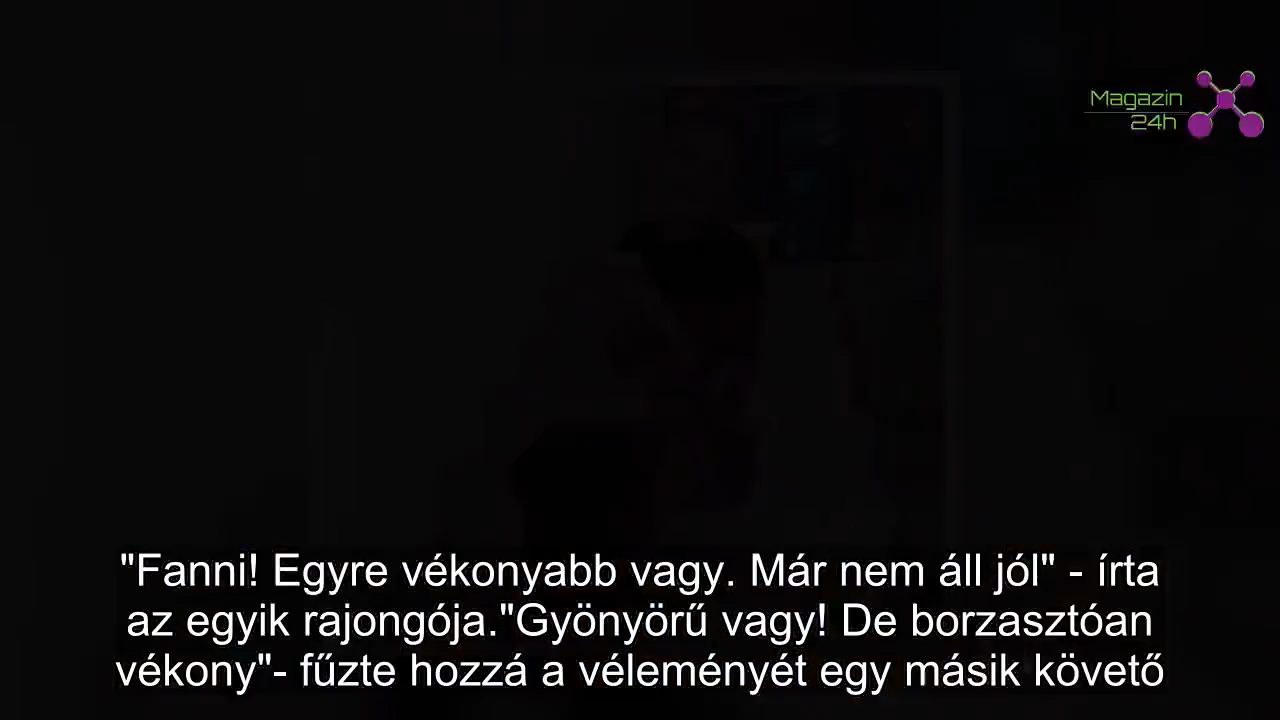 Magazin
24h
"Fanni! Egyre vékonyabb vagy. Már nem áll jól" - írta
az egyik rajongója."Gyönyörű vagy! De borzasztóan
vékony"- fűzte hozzá a véleményét egy másik követő